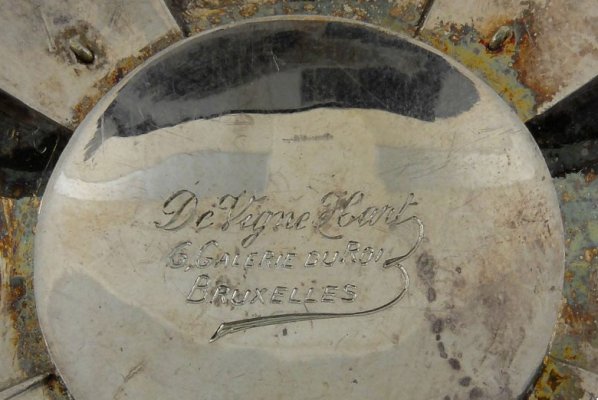 De Vigne Hart
6, GALERIE DU ROI
BRUXELLES